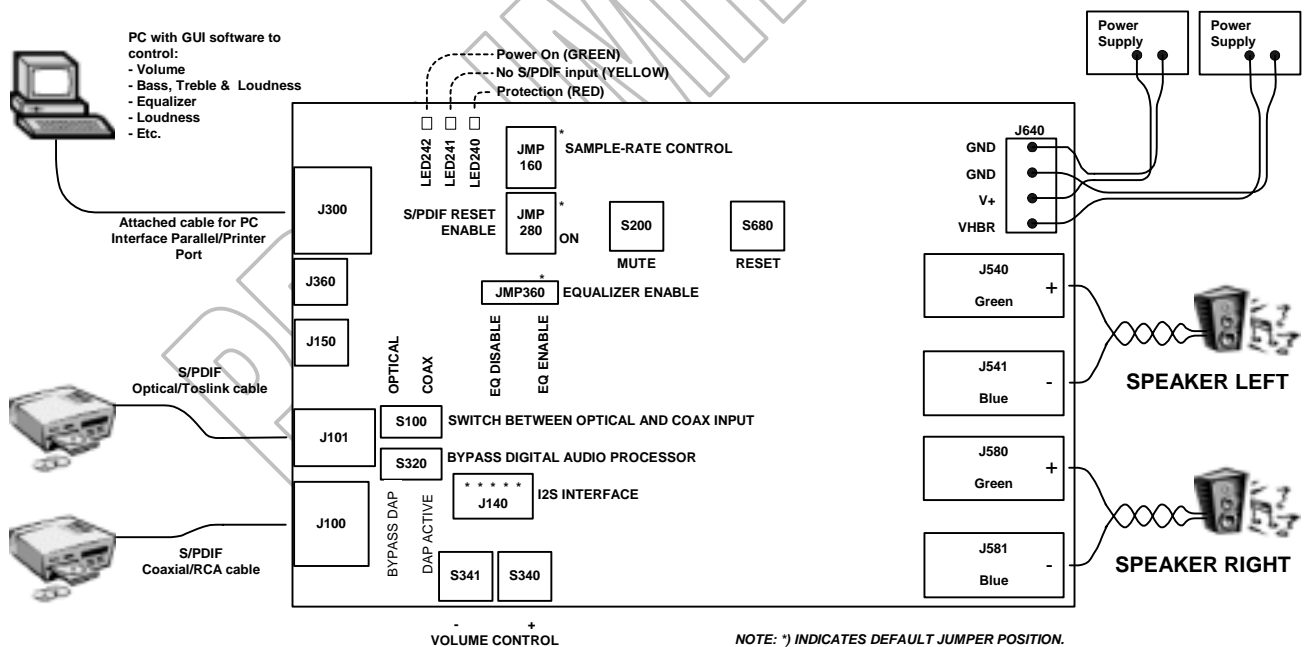 PC with GUI software to
control:
- Volume
- Bass, Treble & Loudness
- Equalizer
- Loudness
- Etc.
Power On (GREEN)
No S/PDIF input (YELLOW)
Protection (RED)
Power
Supply
Power
Supply
LED242
LED241
LED240
JMP
160
*
SAMPLE-RATE CONTROL
J640
GND
GND
V+
VHBR
J300
Attached cable for PC
Interface Parallel/Printer
Port
S/PDIF RESET
ENABLE
JMP
280
*
ON
S200
MUTE
S680
RESET
J360
*
JMP360
EQUALIZER ENABLE
EQ DISABLE
EQ ENABLE
J150
OPTICAL
COAX
J540
+
Green
J541
-
Blue
SPEAKER LEFT
S/PDIF
Optical/Toslink cable
J101
S100
SWITCH BETWEEN OPTICAL AND COAX INPUT
S320
BYPASS DIGITAL AUDIO PROCESSOR
BYPASS DAP
DAP ACTIVE
* * * * *
J140
I2S INTERFACE
J580
+
Green
J581
-
Blue
SPEAKER RIGHT
J100
S/PDIF
Coaxial/RCA cable
S341
S340
-
+
VOLUME CONTROL
NOTE: *) INDICATES DEFAULT JUMPER POSITION.